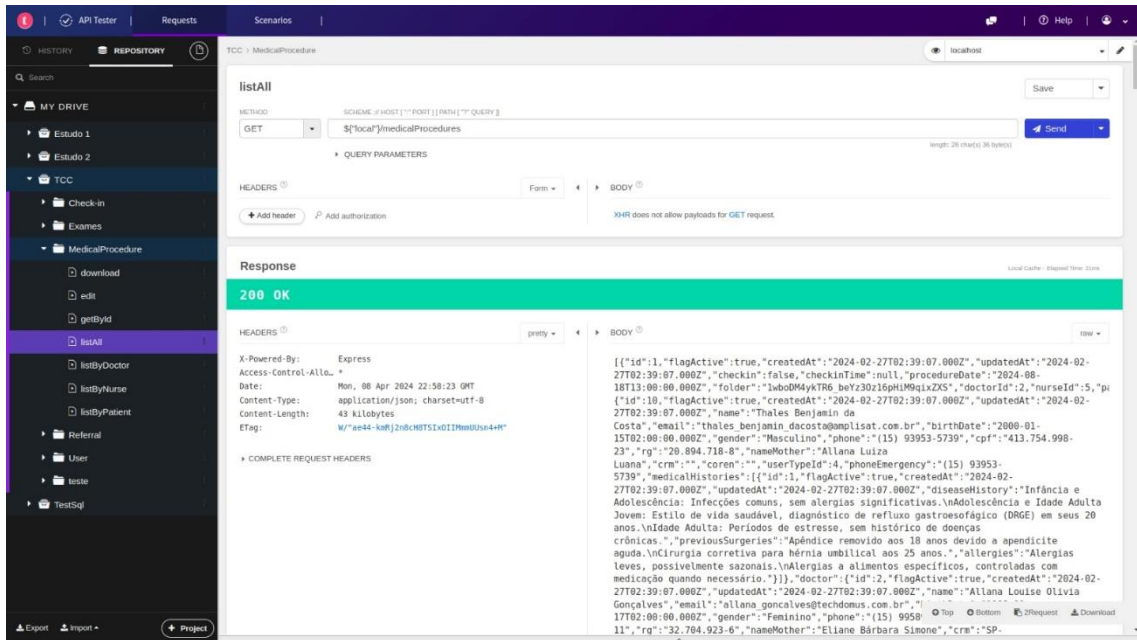 t | API Tester | Requests Scenarios | | Help |
HISTORY REPOSITORY
Search
MY DRIVE
Estudo 1
Estudo 2
TCC
Check-in
Exames
MedicalProcedure
download
edit
getById
listAll
listByDoctor
listByNurse
listByPatient
Referral
User
teste
TestSql
Export Import + Project
TCC › MedicalProcedure
localhost
listAll
Save
METHOD SCHEME :// HOST [ ":" PORT ] [ PATH [ "?" QUERY ]]
GET ${"local"}/medicalProcedures
Send
length: 28 char(s) 36 byte(s)
QUERY PARAMETERS
HEADERS Form BODY
+ Add header Add authorization
XHR does not allow payloads for GET request.
Response
Local Cache - Elapsed Time: 31ms
200 OK
HEADERS pretty BODY raw
X-Powered-By: Express
Access-Control-Allo… *
Date: Mon, 08 Apr 2024 22:58:23 GMT
Content-Type: application/json; charset=utf-8
Content-Length: 43 kilobytes
ETag:
COMPLETE REQUEST HEADERS
[{"id":1,"flagActive":true,"createdAt":"2024-02-27T02:39:07.000Z","updatedAt":"2024-02-
27T02:39:07.000Z","checkin":false,"checkinTime":null,"procedureDate":"2024-08-
18T13:00:00.000Z","folder":"1wboDM4ykTR6_beYz3Oz16pHiM9qixZXS","doctorId":2,"nurseId":5,"pa
{"id":10,"flagActive":true,"createdAt":"2024-02-27T02:39:07.000Z","updatedAt":"2024-02-
27T02:39:07.000Z","name":"Thales Benjamin da
Costa","email":"thales_benjamin_dacosta@amplisat.com.br","birthDate":"2000-01-
15T02:00:00.000Z","gender":"Masculino","phone":"(15) 93953-5739","cpf":"413.754.998-
23","rg":"20.894.718-8","nameMother":"Allana Luiza
Luana","crm":"","coren":"","userTypeId":4,"phoneEmergency":"(15) 93953-
5739","medicalHistories":[{"id":1,"flagActive":true,"createdAt":"2024-02-
27T02:39:07.000Z","updatedAt":"2024-02-27T02:39:07.000Z","diseaseHistory":"Infância e
Adolescência: Infecções comuns, sem alergias significativas.\nAdolescência e Idade Adulta
Jovem: Estilo de vida saudável, diagnóstico de refluxo gastroesofágico (DRGE) em seus 20
anos.\nIdade Adulta: Períodos de estresse, sem histórico de doenças
crônicas.","previousSurgeries":"Apêndice removido aos 18 anos devido a apendicite
aguda.\nCirurgia corretiva para hérnia umbilical aos 25 anos.","allergies":"Alergias
leves, possivelmente sazonais.\nAlergias a alimentos específicos, controladas com
medicação quando necessário."}]},"doctor":{"id":2,"flagActive":true,"createdAt":"2024-02-
27T02:39:07.000Z","updatedAt":"2024-02-27T02:39:07.000Z","name":"Allana Louise Olivia
Gonçalves","email":"allana_goncalves@techdomus.com.br","
17T02:00:00.000Z","gender":"Feminino","phone":"(15) 9958
11","rg":"32.704.923-6","nameMother":"Eliane Bárbara Simone","crm":"SP-
Top Bottom 2Request Download